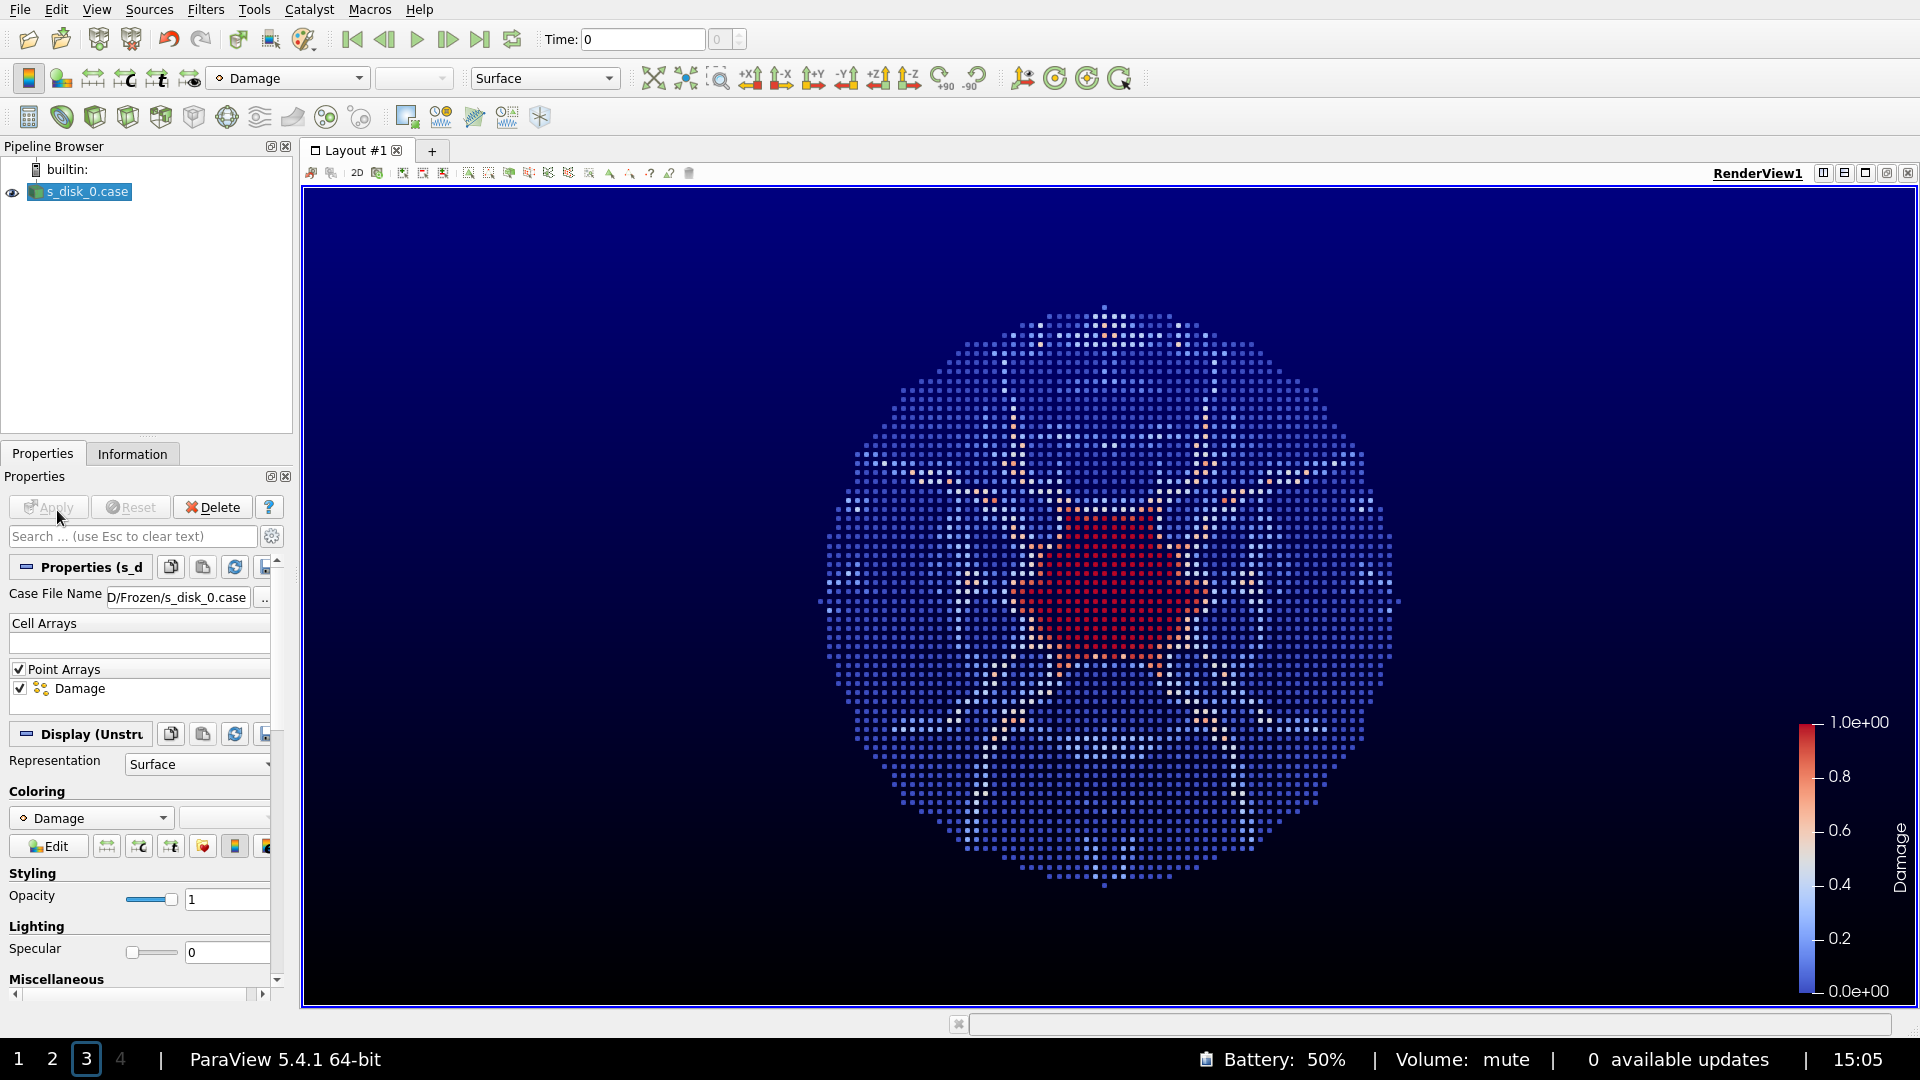 File Edit View Sources Filters Tools Catalyst Macros Help
Time: 0 0
Damage Surface +X -X +Y -Y +Z -Z +90 -90
Pipeline Browser
Layout #1 +
builtin:
2D RenderView1
s_disk_0.case
Properties Information
Properties
Apply Reset Delete ?
Search ... (use Esc to clear text)
Properties (s_d
Case File Name D/Frozen/s_disk_0.case ..
Cell Arrays
Point Arrays
Damage
Display (Unstru
Representation Surface
Coloring
Damage
Edit
Styling
Opacity 1
Lighting
Specular 0
Miscellaneous
1.0e+00
0.8
0.6
0.4
0.2
0.0e+00
Damage
1 2 3 4 | ParaView 5.4.1 64-bit Battery: 50% | Volume: mute | 0 available updates | 15:05